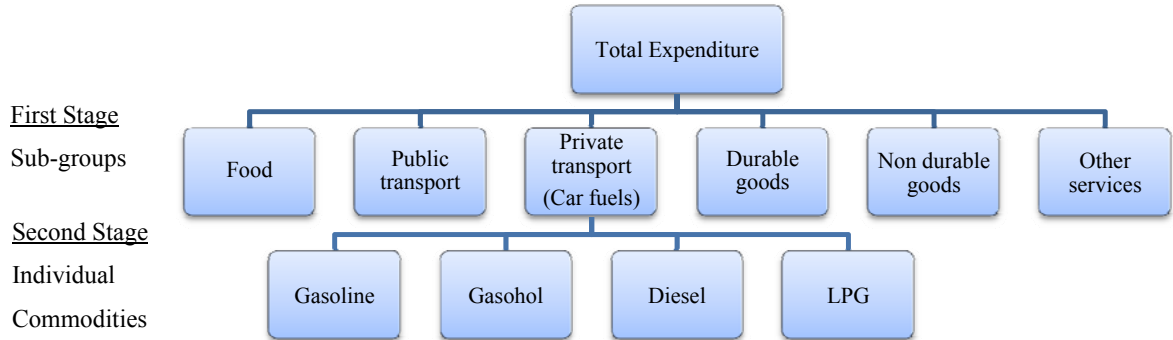 Total Expenditure
First Stage
Sub-groups
Food
Public
transport
Private
transport
(Car fuels)
Durable
goods
Non durable
goods
Other
services
Second Stage
Individual
Commodities
Gasoline
Gasohol
Diesel
LPG